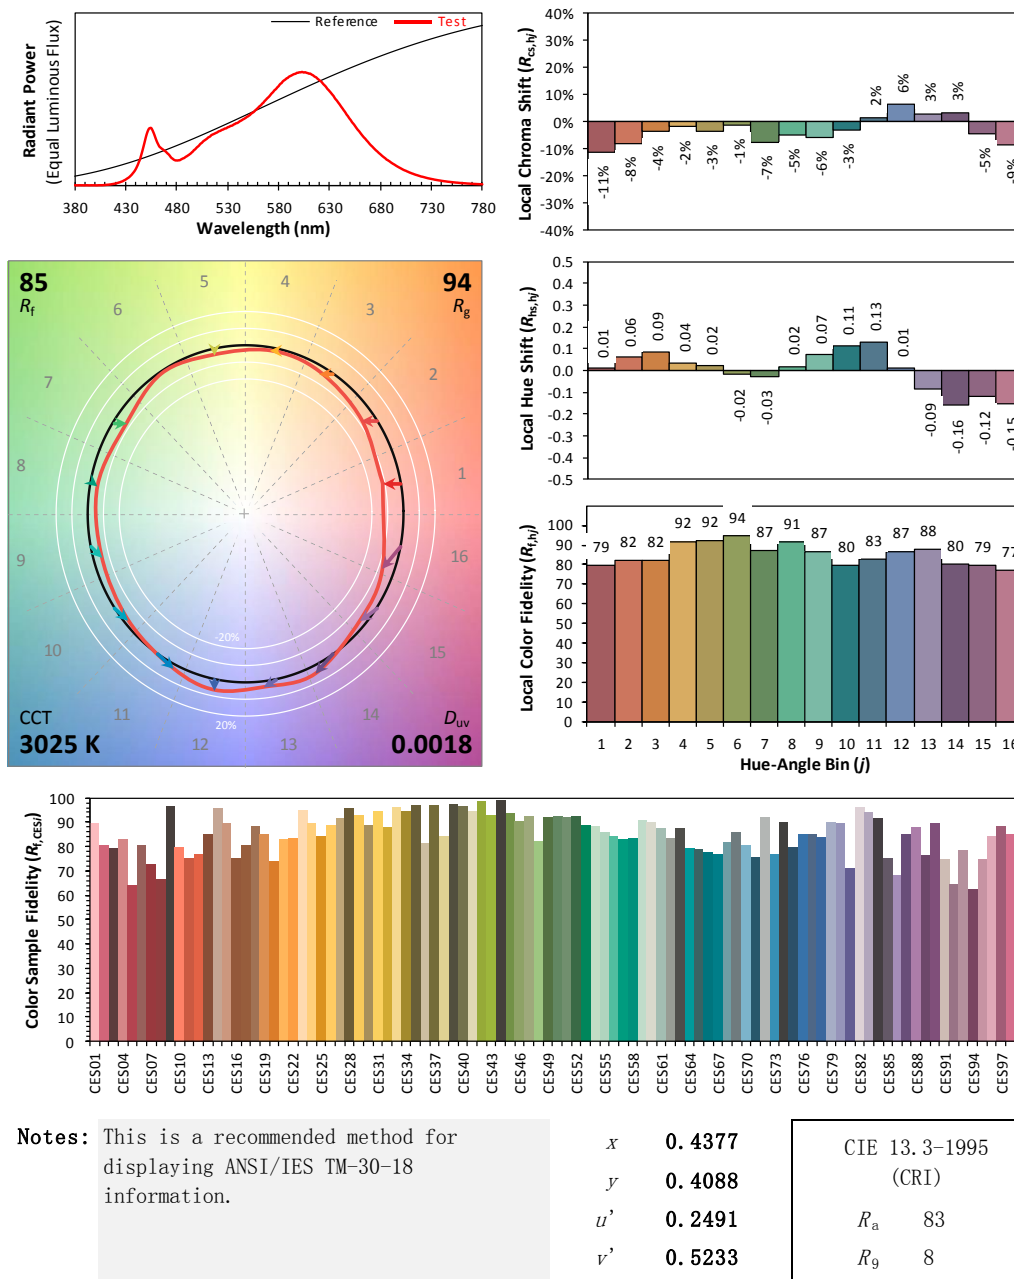 Reference
Test
Radiant Power
(Equal Luminous Flux)
380 430 480 530 580 630 680 730 780
Wavelength (nm)
Local Chroma Shift (Rcs,hj)
40%
30%
20%
10%
0%
-10%
-20%
-30%
-40%
-11% -8% -4% -2% -3% -1% -7% -5% -6% -3% 2% 6% 3% 3% -5% -9%
85
Rf
94
Rg
5 4
6 3
7 2
8 1
9 16
10 15
11 14
12 13
-20%
20%
CCT
3025 K
Duv
0.0018
Local Hue Shift (Rhs,hj)
0.5
0.4
0.3
0.2
0.1
0.0
-0.1
-0.2
-0.3
-0.4
-0.5
0.01 0.06 0.09 0.04 0.02 -0.02 -0.03 0.02 0.07 0.11 0.13 0.01 -0.09 -0.16 -0.12 -0.15
Local Color Fidelity (Rf,hj)
100
90
80
70
60
50
40
30
20
10
0
79 82 82 92 92 94 87 91 87 80 83 87 88 80 79 77
1 2 3 4 5 6 7 8 9 10 11 12 13 14 15 16
Hue-Angle Bin (j)
Color Sample Fidelity (Rf,CESi)
100
90
80
70
60
50
40
30
20
10
0
CES01 CES04 CES07 CES10 CES13 CES16 CES19 CES22 CES25 CES28 CES31 CES34 CES37 CES40 CES43 CES46 CES49 CES52 CES55 CES58 CES61 CES64 CES67 CES70 CES73 CES76 CES79 CES82 CES85 CES88 CES91 CES94 CES97
Notes: This is a recommended method for
displaying ANSI/IES TM-30-18
information.
x 0.4377
y 0.4088
u' 0.2491
v' 0.5233
CIE 13.3-1995
(CRI)
Ra 83
R9 8